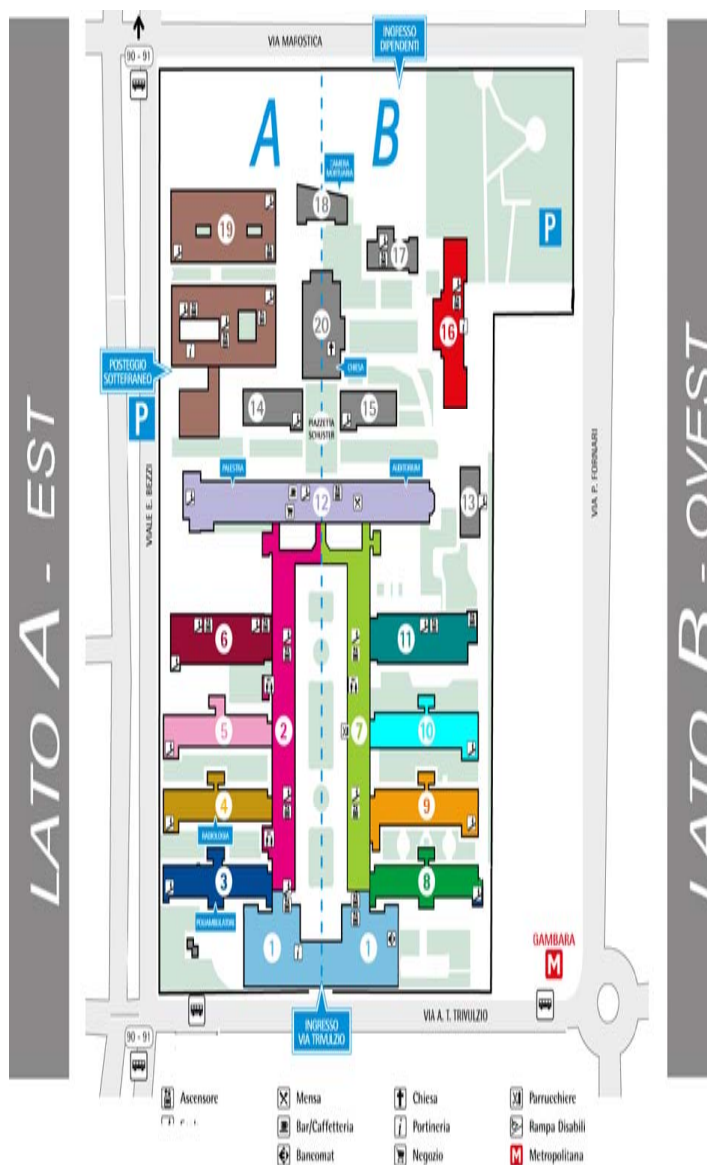 VIA MAROSTICA
INGRESSO
DIPENDENTI
90 - 91
A
B
CAMERA
MORTUARIA
18
19
17
P
20
16
CHIESA
POSTEGGIO
SOTTERRANEO
P
14
15
PIAZZETTA
SCHUSTER
PALESTRA
AUDITORIUM
12
13
VIALE E. BEZZI
VIA P. FORNARI
LATO A - EST
LATO B - OVEST
6
11
2
7
5
10
4
9
RADIOLOGIA
3
8
POLIAMBULATORI
1
1
i
GAMBARA
M
INGRESSO
VIA TRIVULZIO
VIA A. T. TRIVULZIO
90 - 91
Ascensore
Mensa
Chiesa
Parrucchiere
Bar/Caffetteria
i Portineria
Rampa Disabili
Bancomat
Negozio
M Metropolitana